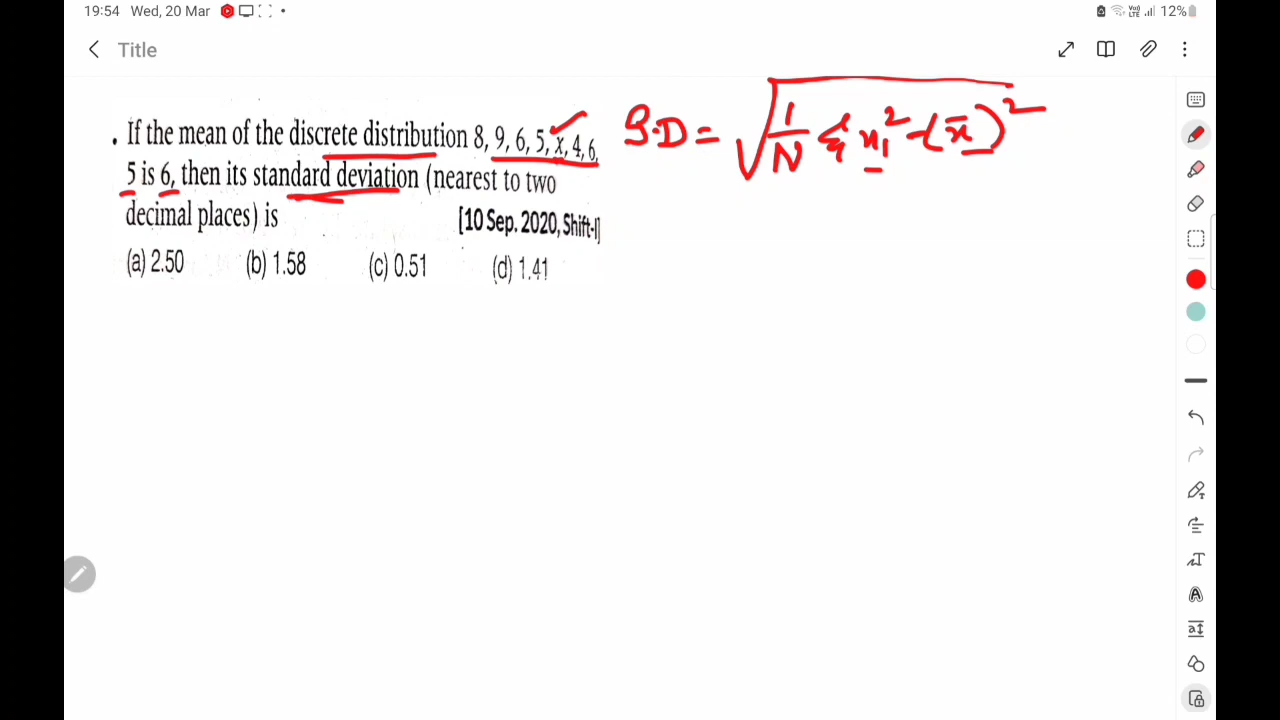 19:54 Wed, 20 Mar
12%
Title
. If the mean of the discrete distribution 8, 9, 6, 5, x, 4, 6,
5 is 6, then its standard deviation (nearest to two
decimal places) is [10 Sep. 2020, Shift-I]
(a) 2.50 (b) 1.58 (c) 0.51 (d) 1.41
S.D = √ 1/N Σ x₁² - (x̄)²